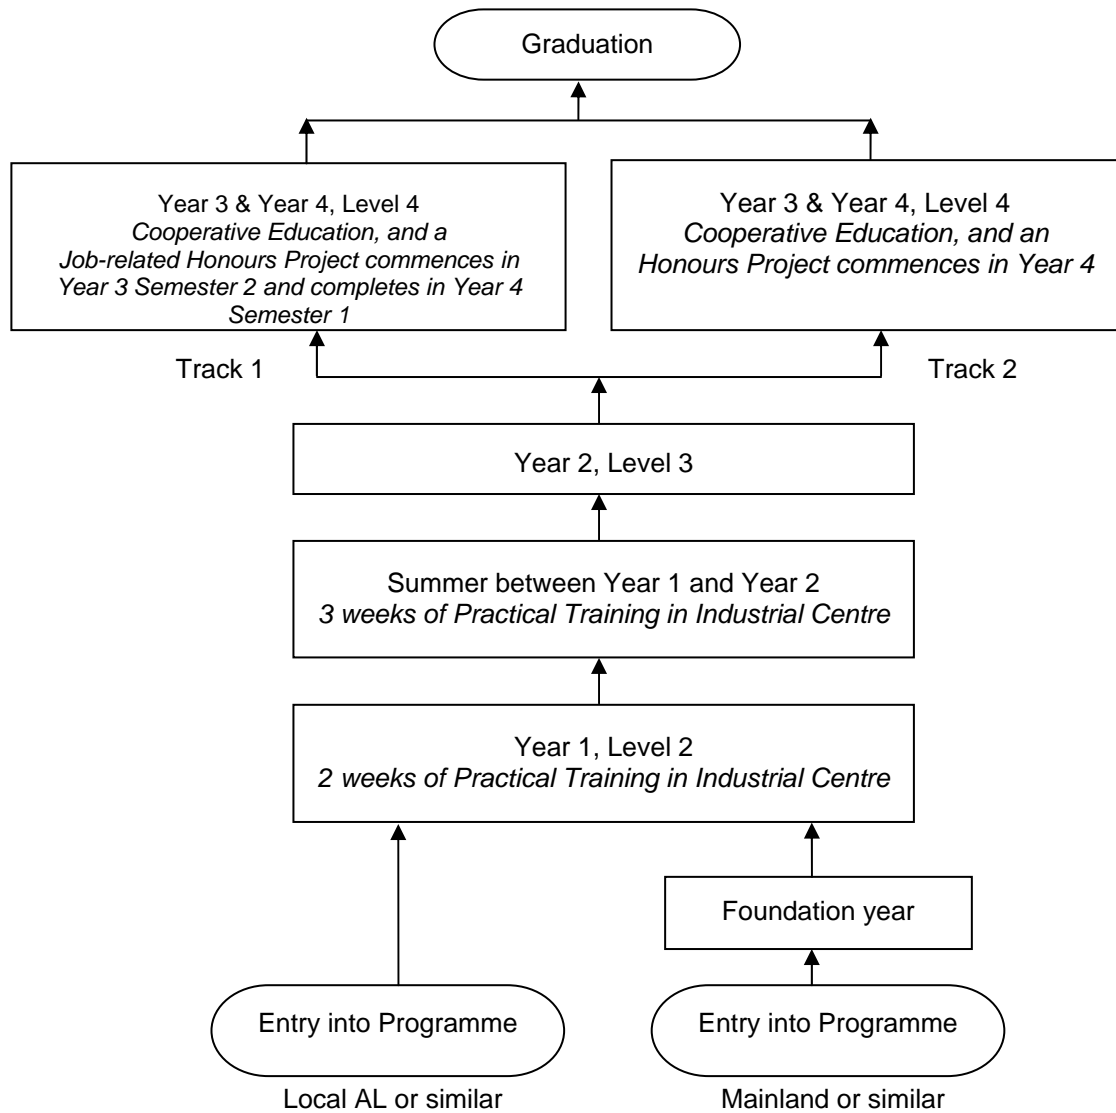 Graduation
Year 3 & Year 4, Level 4
Cooperative Education, and a
Job-related Honours Project commences in
Year 3 Semester 2 and completes in Year 4
Semester 1
Year 3 & Year 4, Level 4
Cooperative Education, and an
Honours Project commences in Year 4
Track 1
Track 2
Year 2, Level 3
Summer between Year 1 and Year 2
3 weeks of Practical Training in Industrial Centre
Year 1, Level 2
2 weeks of Practical Training in Industrial Centre
Foundation year
Entry into Programme
Entry into Programme
Local AL or similar
Mainland or similar